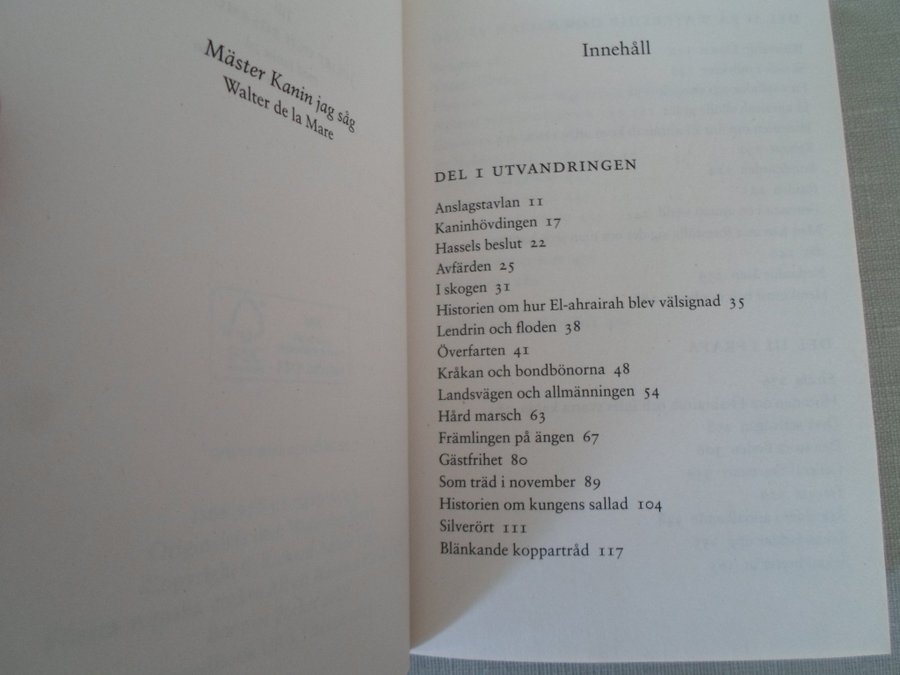 Mäster Kanin jag såg
Walter de la Mare
Innehåll
DEL I UTVANDRINGEN
Anslagstavlan 11
Kaninhövdingen 17
Hassels beslut 22
Avfärden 25
I skogen 31
Historien om hur El-ahrairah blev välsignad 35
Lendrin och floden 38
Överfarten 41
Kråkan och bondbönorna 48
Landsvägen och allmänningen 54
Hård marsch 63
Främlingen på ängen 67
Gästfrihet 80
Som träd i november 89
Historien om kungens sallad 104
Silverört 111
Blänkande koppartråd 117